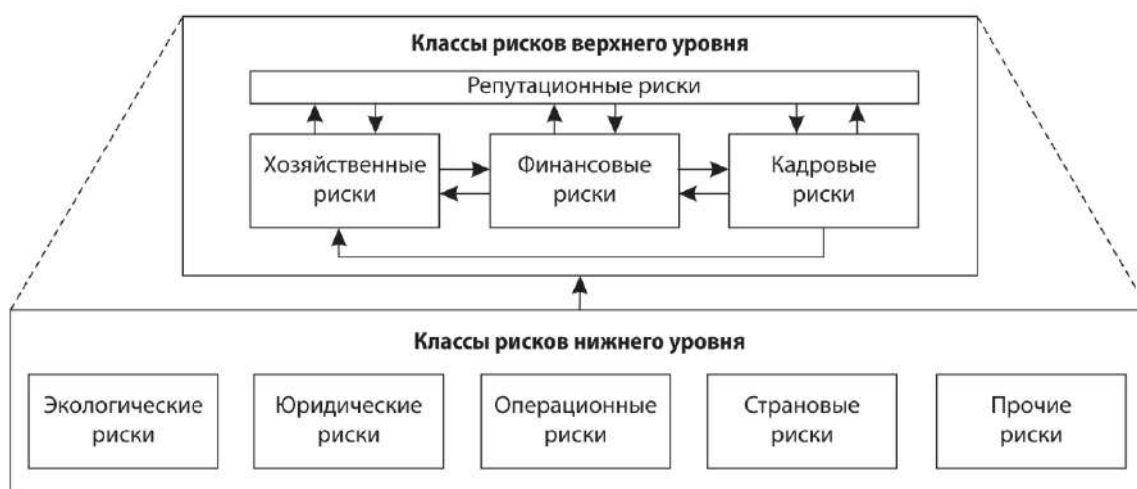 Классы рисков верхнего уровня
Репутационные риски
Хозяйственные
риски
Финансовые
риски
Кадровые
риски
Классы рисков нижнего уровня
Экологические
риски
Юридические
риски
Операционные
риски
Страновые
риски
Прочие
риски